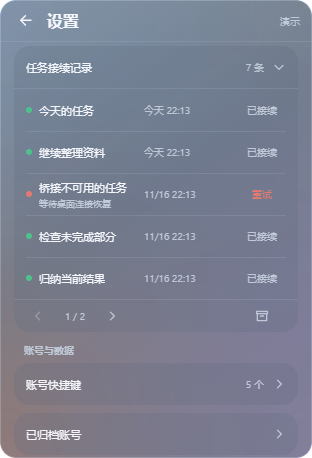 设置
演示
任务接续记录 7 条
今天的任务 今天 22:13 已接续
继续整理资料 今天 22:13 已接续
桥接不可用的任务 11/16 22:13 重试
等待桌面连接恢复
检查未完成部分 11/16 22:13 已接续
归纳当前结果 11/16 22:13 已接续
1 / 2
账号与数据
账号快捷键 5 个
已归档账号